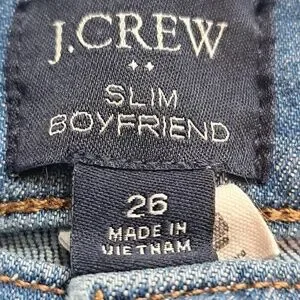 J.CREW
SLIM
BOYFRIEND
26
MADE IN
VIETNAM